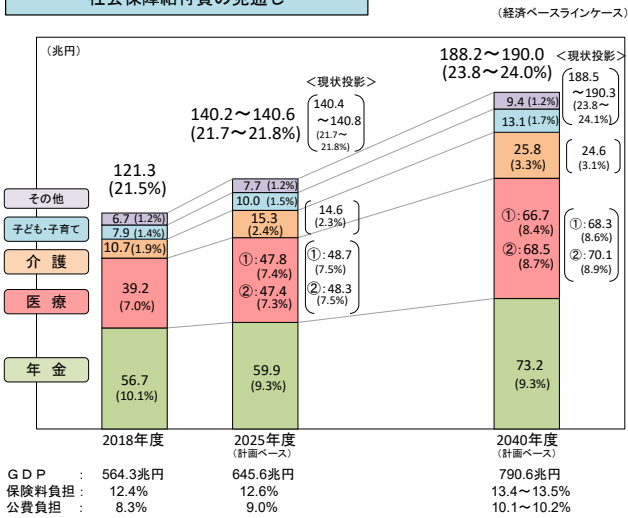 社会保障給付費の見通し
(経済ベースラインケース)
(兆円)
121.3
(21.5%)
140.2～140.6
(21.7～21.8%)
＜現状投影＞
140.4
～140.8
(21.7～
21.8%)
188.2～190.0
(23.8～24.0%)
＜現状投影＞
188.5
～190.3
(23.8～
24.1%)
その他
子ども・子育て
介護
医療
年金
6.7 (1.2%)
7.9 (1.4%)
10.7(1.9%)
39.2
(7.0%)
56.7
(10.1%)
7.7 (1.2%)
10.0 (1.5%)
15.3
(2.4%)
①:47.8
(7.4%)
②:47.4
(7.3%)
59.9
(9.3%)
14.6
(2.3%)
①:48.7
(7.5%)
②:48.3
(7.5%)
9.4 (1.2%)
13.1 (1.7%)
25.8
(3.3%)
①:66.7
(8.4%)
②:68.5
(8.7%)
73.2
(9.3%)
24.6
(3.1%)
①:68.3
(8.6%)
②:70.1
(8.9%)
2018年度
2025年度
(計画ベース)
2040年度
(計画ベース)
ＧＤＰ : 564.3兆円 645.6兆円 790.6兆円
保険料負担: 12.4% 12.6% 13.4～13.5%
公費負担 : 8.3% 9.0% 10.1～10.2%